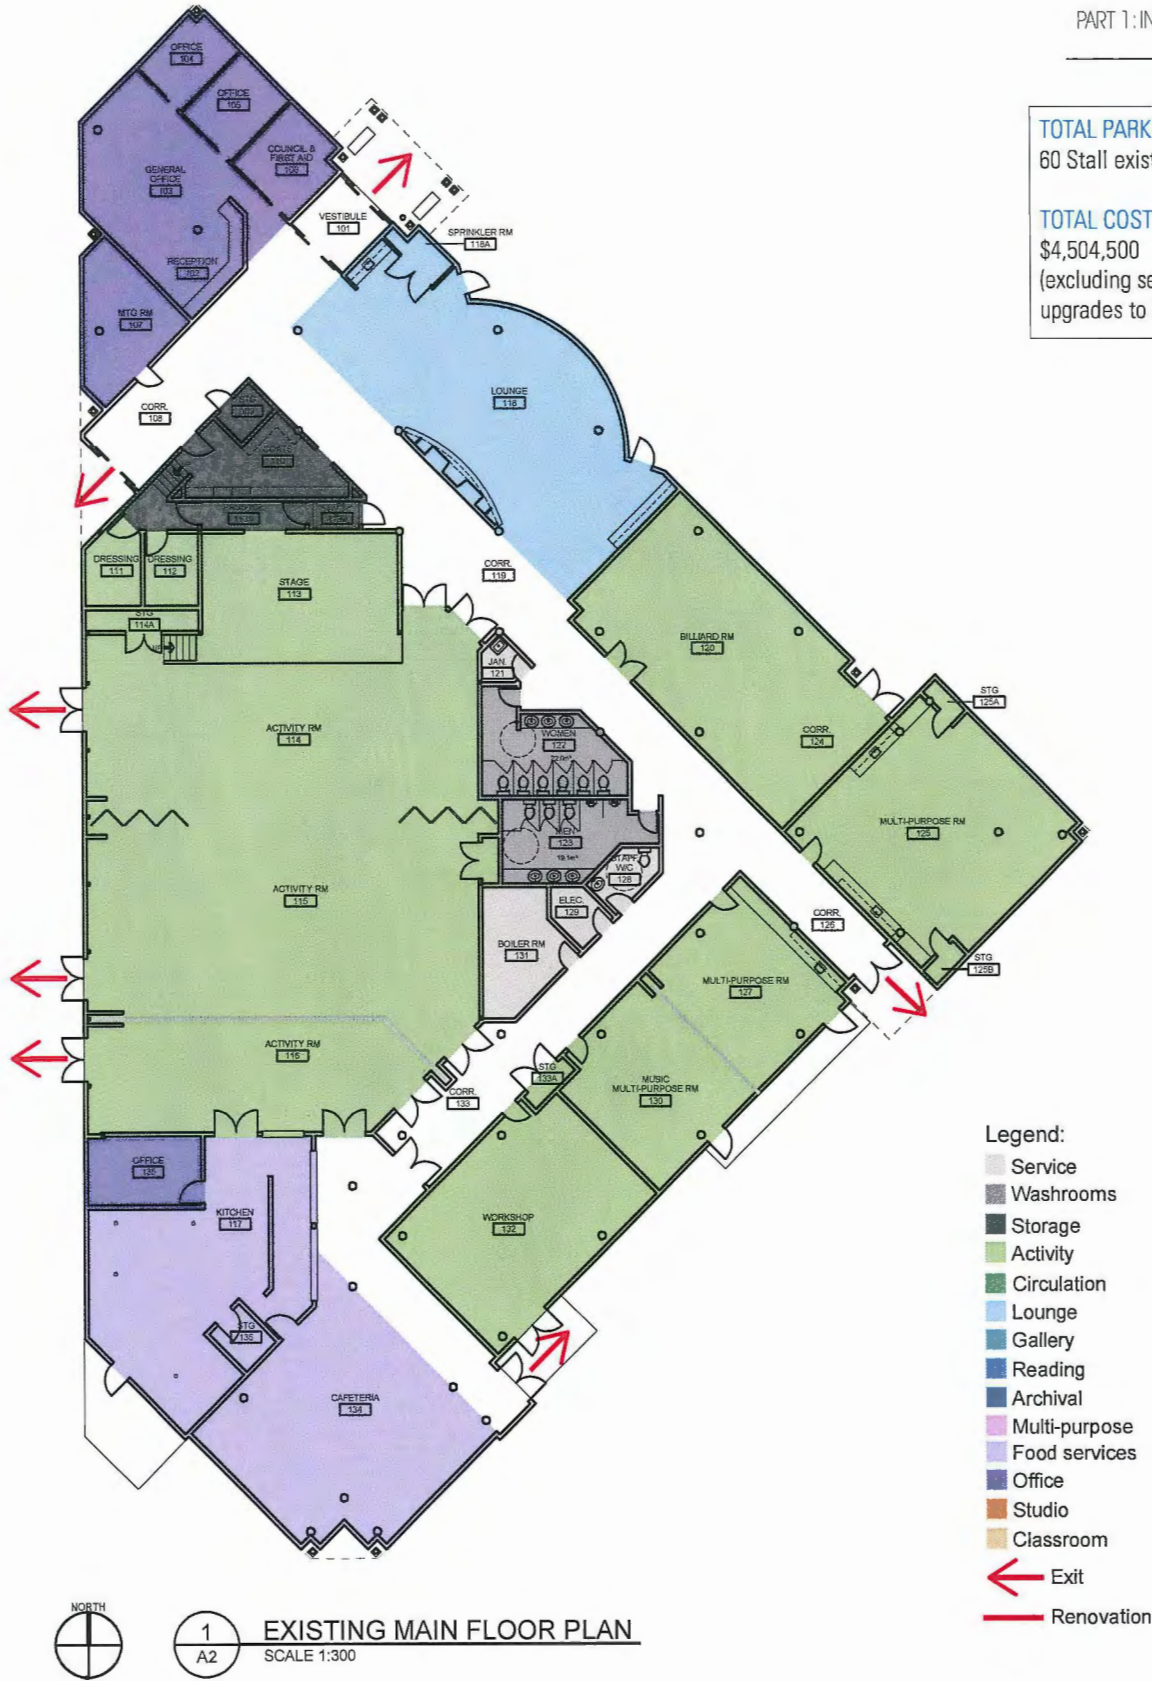 PART 1: IN
TOTAL PARK
60 Stall exist
TOTAL COST
$4,504,500
(excluding se
upgrades to
OFFICE
104
OFFICE
105
COUNCIL &
FIRST AID
106
GENERAL
OFFICE
103
VESTIBULE
101
RECEPTION
102
SPRINKLER RM
118A
MTG RM
107
CORR.
108
LOUNGE
118
STG
DRESSING
111
DRESSING
112
STAGE
113
STG
114A
CORR.
119
JAN.
121
BILLIARD RM
120
STG
125A
ACTIVITY RM
114
WOMEN
122
CORR.
124
MULTI-PURPOSE RM
125
MEN
123
19.1m²
STAFF
W/C
128
ACTIVITY RM
115
ELEC.
129
BOILER RM
131
CORR.
126
STG
125B
MULTI-PURPOSE RM
127
ACTIVITY RM
116
STG
133A
CORR.
133
MUSIC
MULTI-PURPOSE RM
130
OFFICE
135
KITCHEN
117
WORKSHOP
132
STG
136
CAFETERIA
134
Legend:
Service
Washrooms
Storage
Activity
Circulation
Lounge
Gallery
Reading
Archival
Multi-purpose
Food services
Office
Studio
Classroom
Exit
Renovation
NORTH
1
A2
EXISTING MAIN FLOOR PLAN
SCALE 1:300